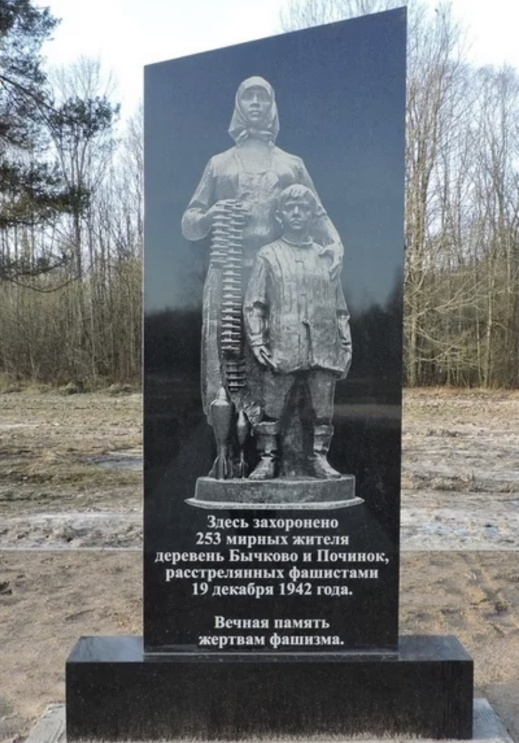 Здесь захоронено
253 мирных жителя
деревень Бычково и Починок,
расстрелянных фашистами
19 декабря 1942 года.
Вечная память
жертвам фашизма.